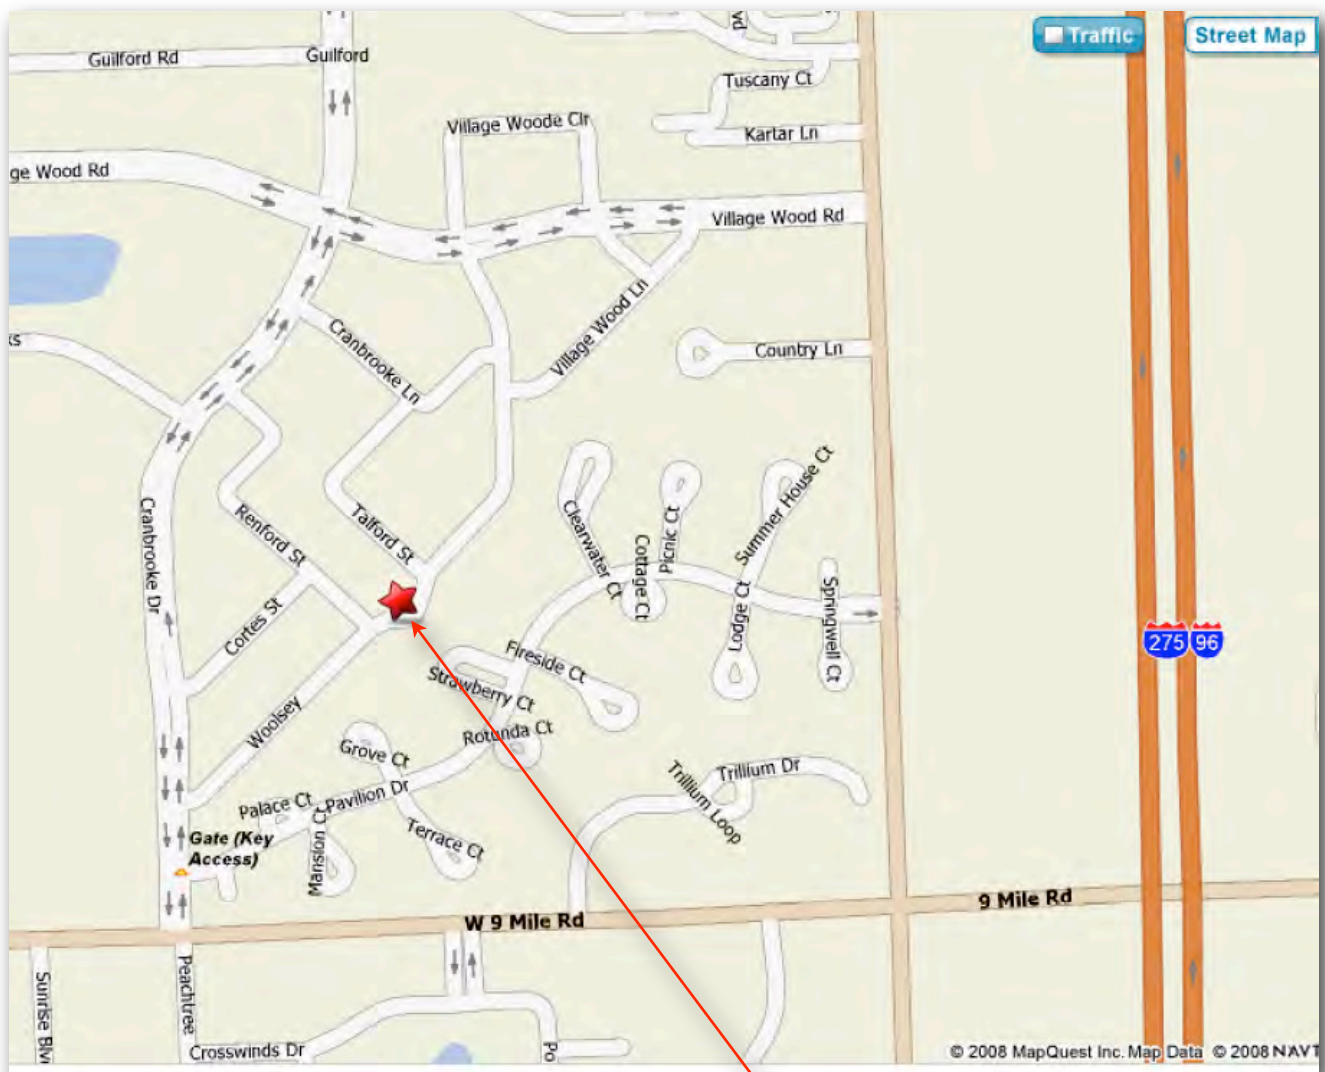 Traffic
Street Map
Guilford Rd
Guilford
Tuscany Ct
Village Woode Cir
Kartar Ln
ge Wood Rd
Village Wood Rd
Village Wood Ln
Cranbrooke Ln
Country Ln
ks
Summer House Ct
Clearwater Ct
Picnic Ct
Cottage Ct
Cranbrooke Dr
Renford St
Talford St
Lodge Ct
Springwell Ct
Cortes St
275
96
Fireside Ct
Strawberry Ct
Woolsey
Rotunda Ct
Grove Ct
Trillium Dr
Trillium Loop
Palace Ct
Pavilion Dr
Mansion Ct
Terrace Ct
Gate (Key
Access)
W 9 Mile Rd
9 Mile Rd
Sunrise Blv
Peachtree
Crosswinds Dr
Po
© 2008 MapQuest Inc. Map Data © 2008 NAVT